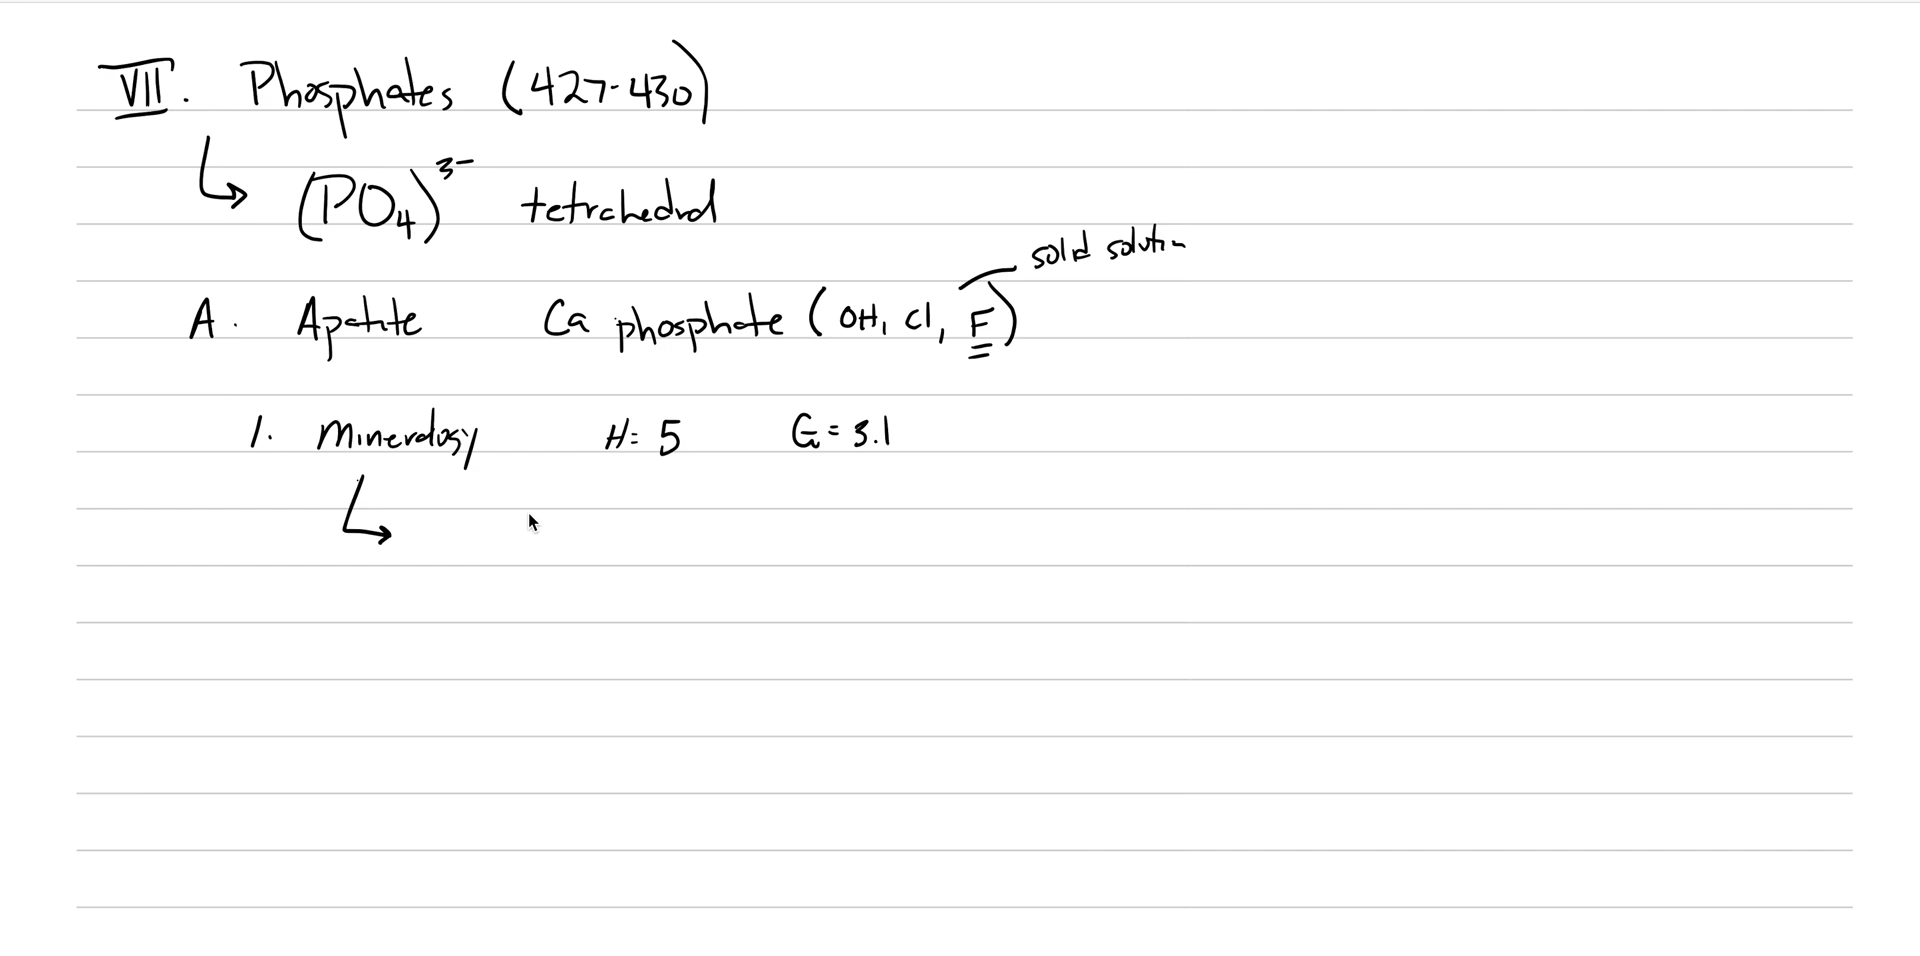 VII. Phosphates (427-430)
(PO4)3- tetrahedral
solid solution
A. Apatite Ca phosphate (OH, Cl, F)
1. Mineralogy H= 5 G= 3.1